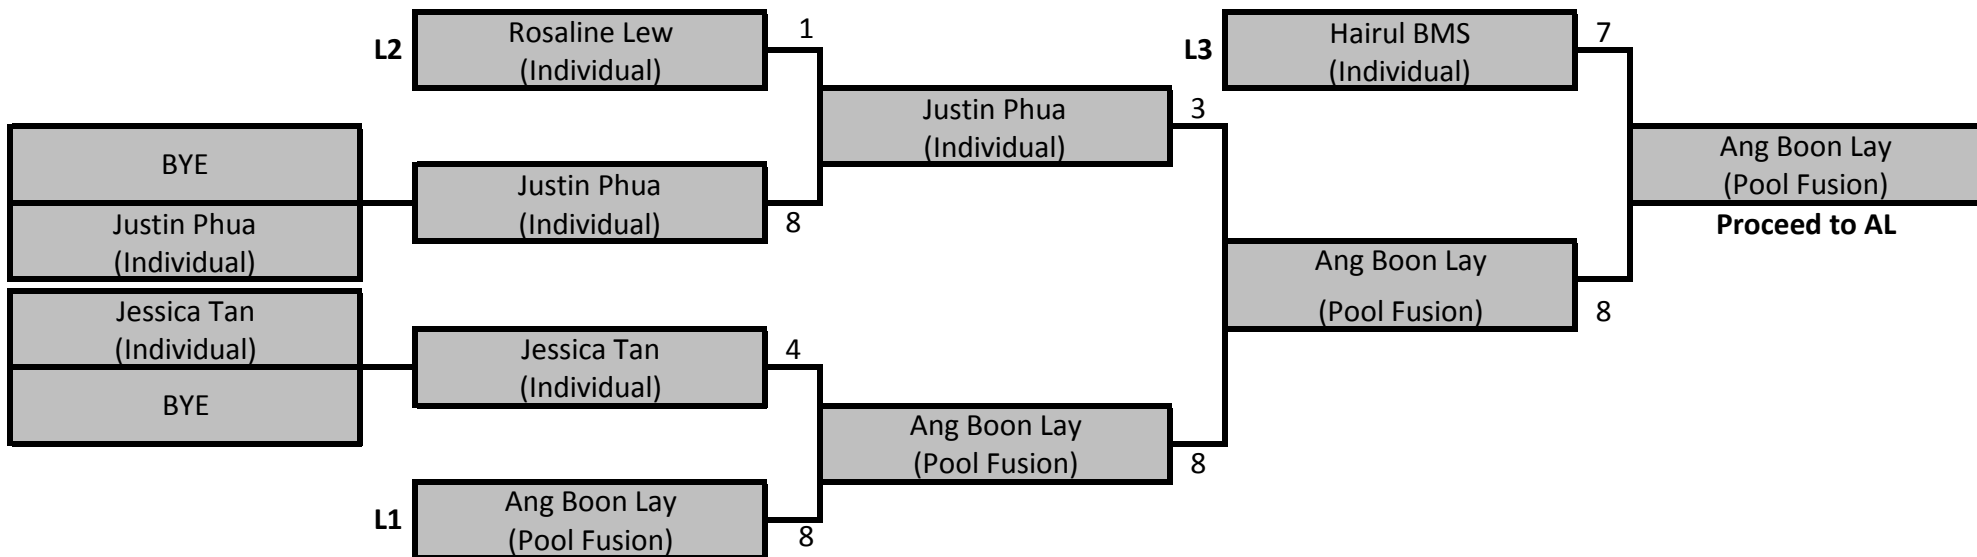 BYE
Justin Phua
(Individual)
Jessica Tan
(Individual)
BYE
L2
Rosaline Lew
(Individual)
1
Justin Phua
(Individual)
8
Jessica Tan
(Individual)
4
L1
Ang Boon Lay
(Pool Fusion)
8
Justin Phua
(Individual)
3
Ang Boon Lay
(Pool Fusion)
8
L3
Hairul BMS
(Individual)
7
Ang Boon Lay
(Pool Fusion)
8
Ang Boon Lay
(Pool Fusion)
Proceed to AL